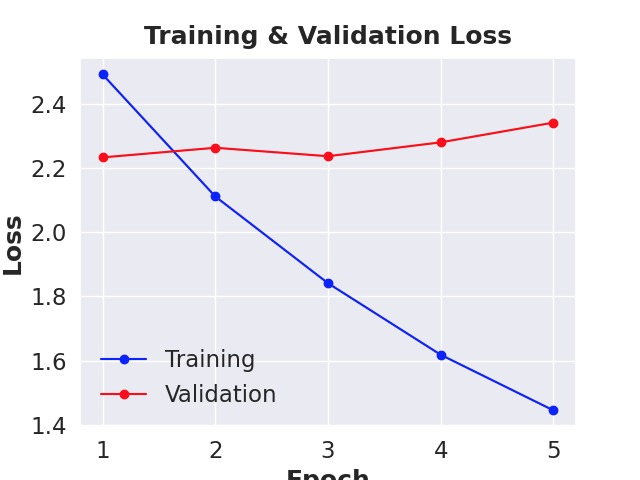 Training & Validation Loss
Loss
2.4
2.2
2.0
1.8
1.6
1.4
Training
Validation
1 2 3 4 5
Epoch